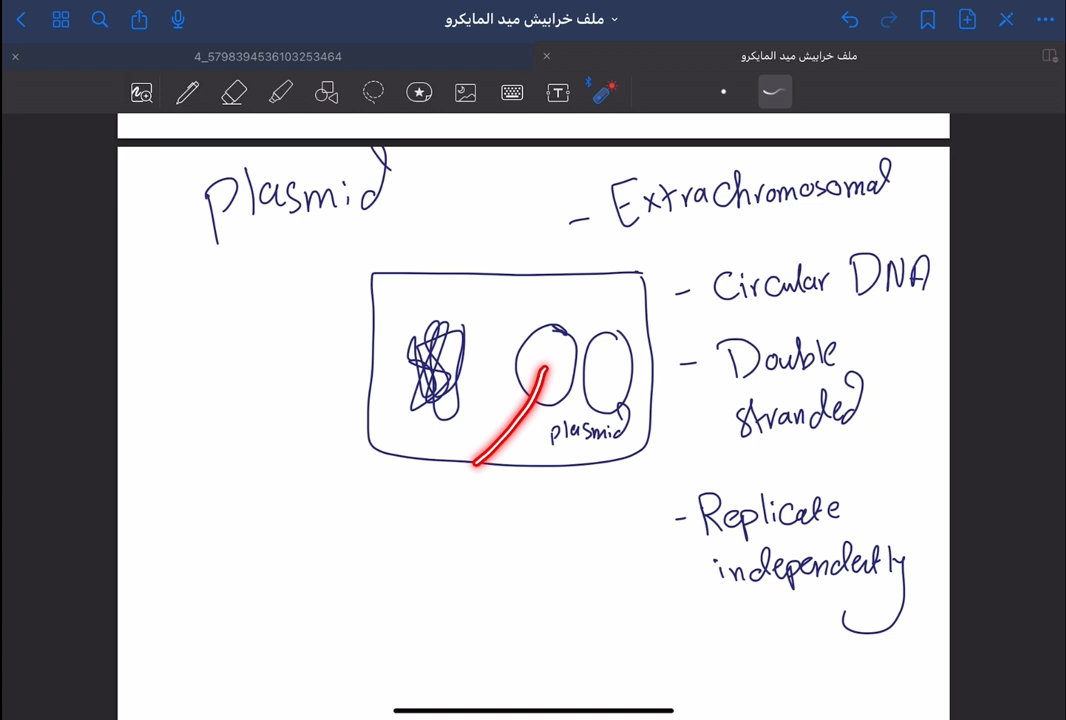 ملف خرابيش ميد المايكرو
4_5798394536103253464
ملف خرابيش ميد المايكرو
T
plasmid
- Extrachromosomal
- Circular DNA
- Double
stranded
plasmid
- Replicate
independently